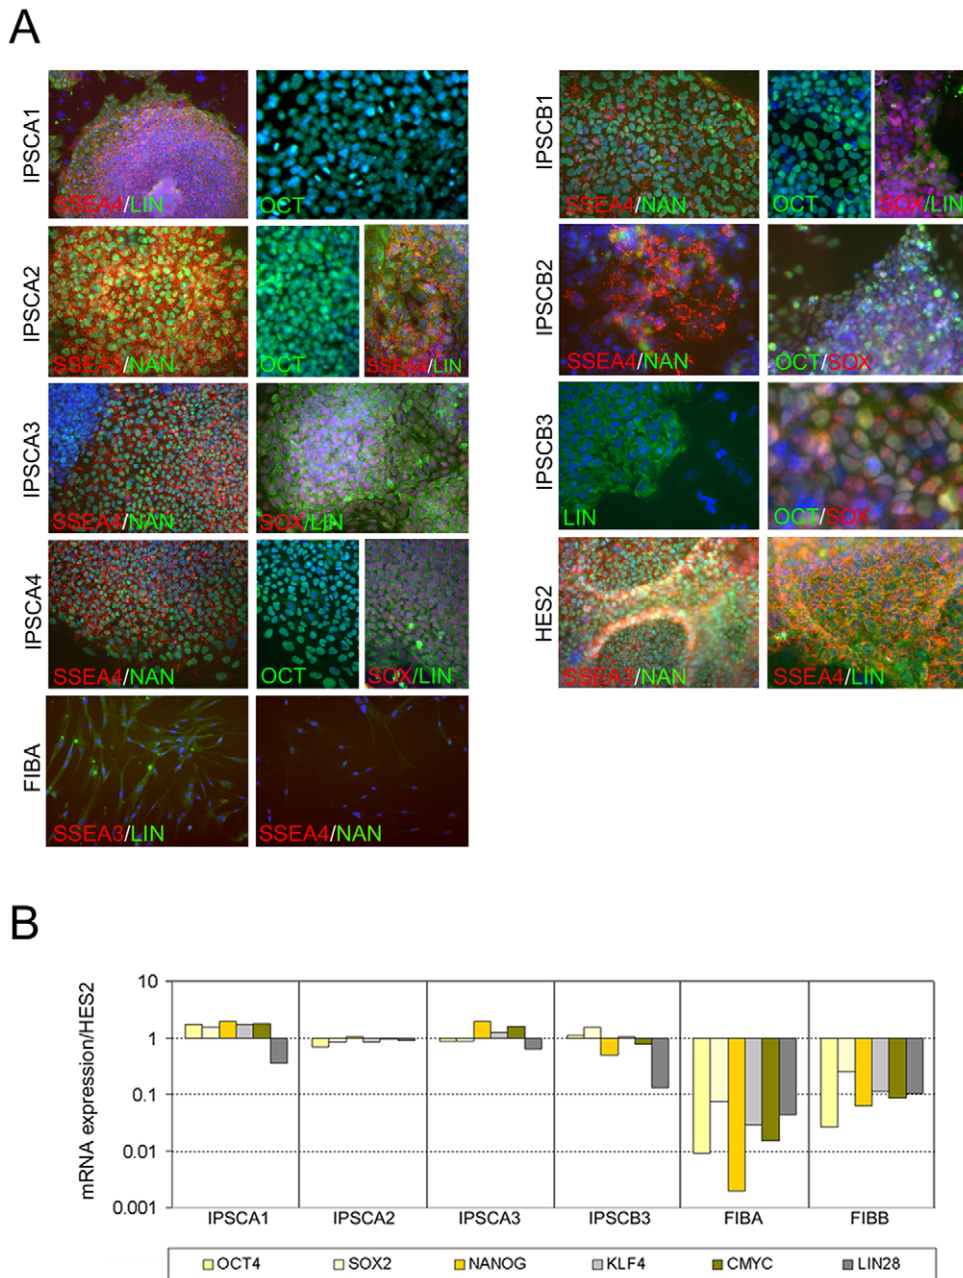 A
IPSCA1
SSEA4/LIN
OCT
IPSCB1
SSEA4/NAN
OCT
SOX/LIN
IPSCA2
SSEA3/NAN
OCT
SSEA4/LIN
IPSCB2
SSEA4/NAN
OCT/SOX
IPSCA3
SSEA4/NAN
SOX/LIN
IPSCB3
LIN
OCT/SOX
IPSCA4
SSEA4/NAN
OCT
SOX/LIN
HES2
SSEA3/NAN
SSEA4/LIN
FIBA
SSEA3/LIN
SSEA4/NAN
B
mRNA expression/HES2
10
1
0.1
0.01
0.001
IPSCA1 IPSCA2 IPSCA3 IPSCB3 FIBA FIBB
OCT4 SOX2 NANOG KLF4 CMYC LIN28